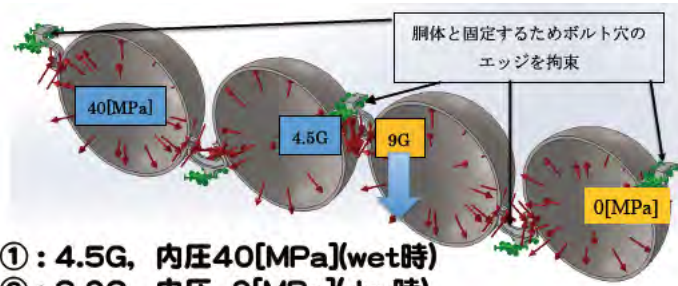 胴体と固定するためボルト穴の
エッジを拘束
40[MPa]
4.5G
9G
0[MPa]
①：4.5G，内圧40[MPa](wet時)